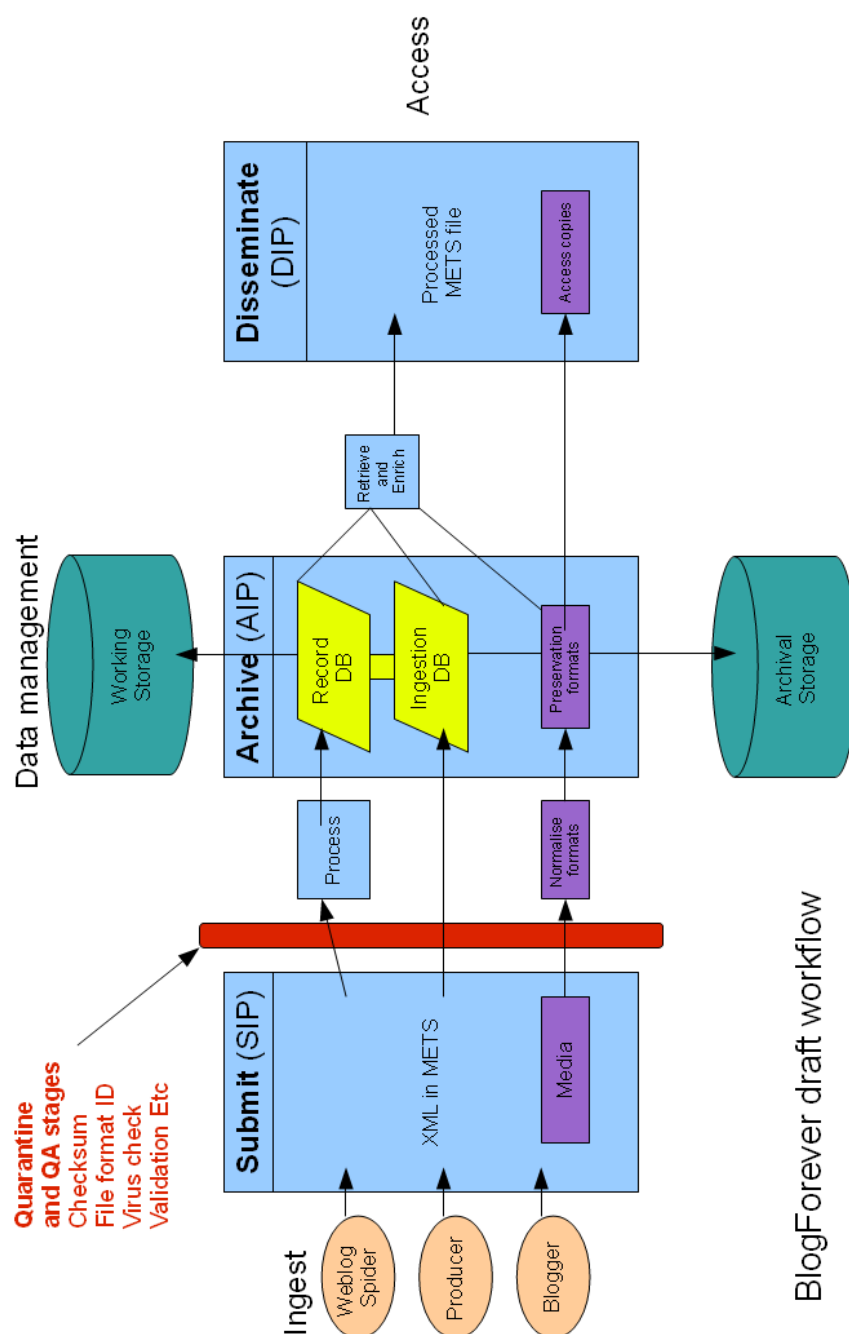 Quarantine
and QA stages
Checksum
File format ID
Virus check
Validation Etc
Data management
Working
Storage
Ingest
Submit (SIP)
Archive (AIP)
Disseminate
(DIP)
Access
Weblog
Spider
Process
Record
DB
Retrieve
and
Enrich
Processed
METS file
Producer
XML in METS
Ingestion
DB
Blogger
Media
Normalise
formats
Preservation
formats
Access copies
Archival
Storage
BlogForever draft workflow